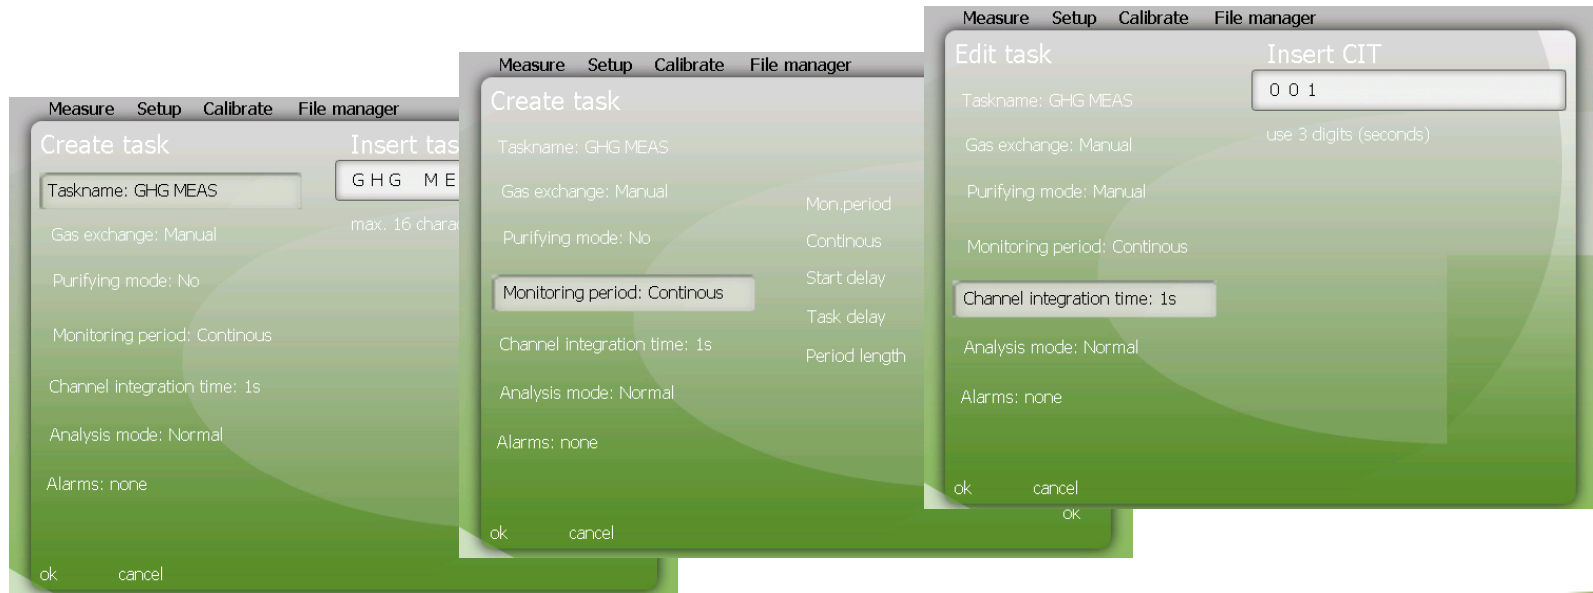 Measure Setup Calibrate File manager
Create task
Insert tas
Taskname: GHG MEAS
G H G M E
max. 16 charac
Gas exchange: Manual
Purifying mode: No
Monitoring period: Continous
Channel integration time: 1s
Analysis mode: Normal
Alarms: none
ok cancel
Measure Setup Calibrate File manager
Create task
Taskname: GHG MEAS
Gas exchange: Manual
Purifying mode: No
Monitoring period: Continous
Channel integration time: 1s
Analysis mode: Normal
Alarms: none
Mon.period
Continous
Start delay
Task delay
Period length
ok cancel
ok
Measure Setup Calibrate File manager
Edit task
Insert CIT
0 0 1
use 3 digits (seconds)
Taskname: GHG MEAS
Gas exchange: Manual
Purifying mode: Manual
Monitoring period: Continous
Channel integration time: 1s
Analysis mode: Normal
Alarms: none
ok cancel